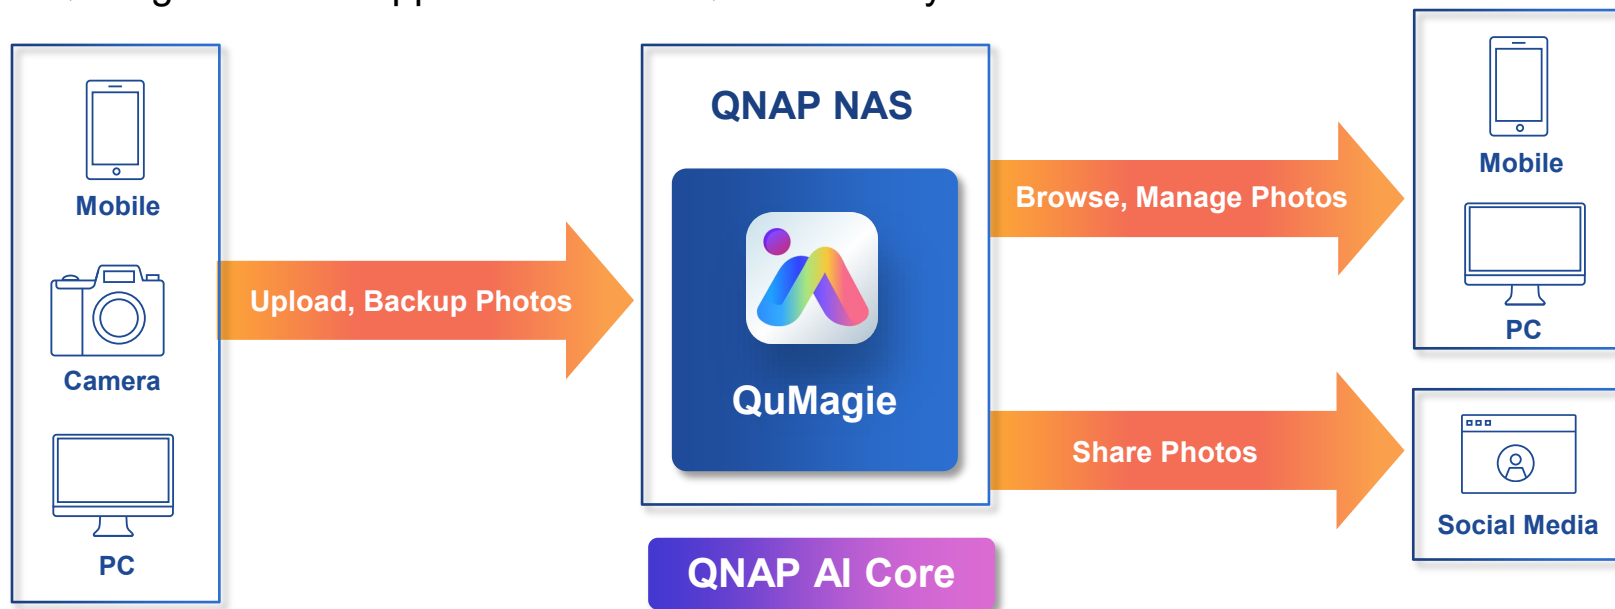 Mobile
Camera
PC
Upload, Backup Photos
QNAP NAS
QuMagie
QNAP AI Core
Browse, Manage Photos
Share Photos
Mobile
PC
Social Media